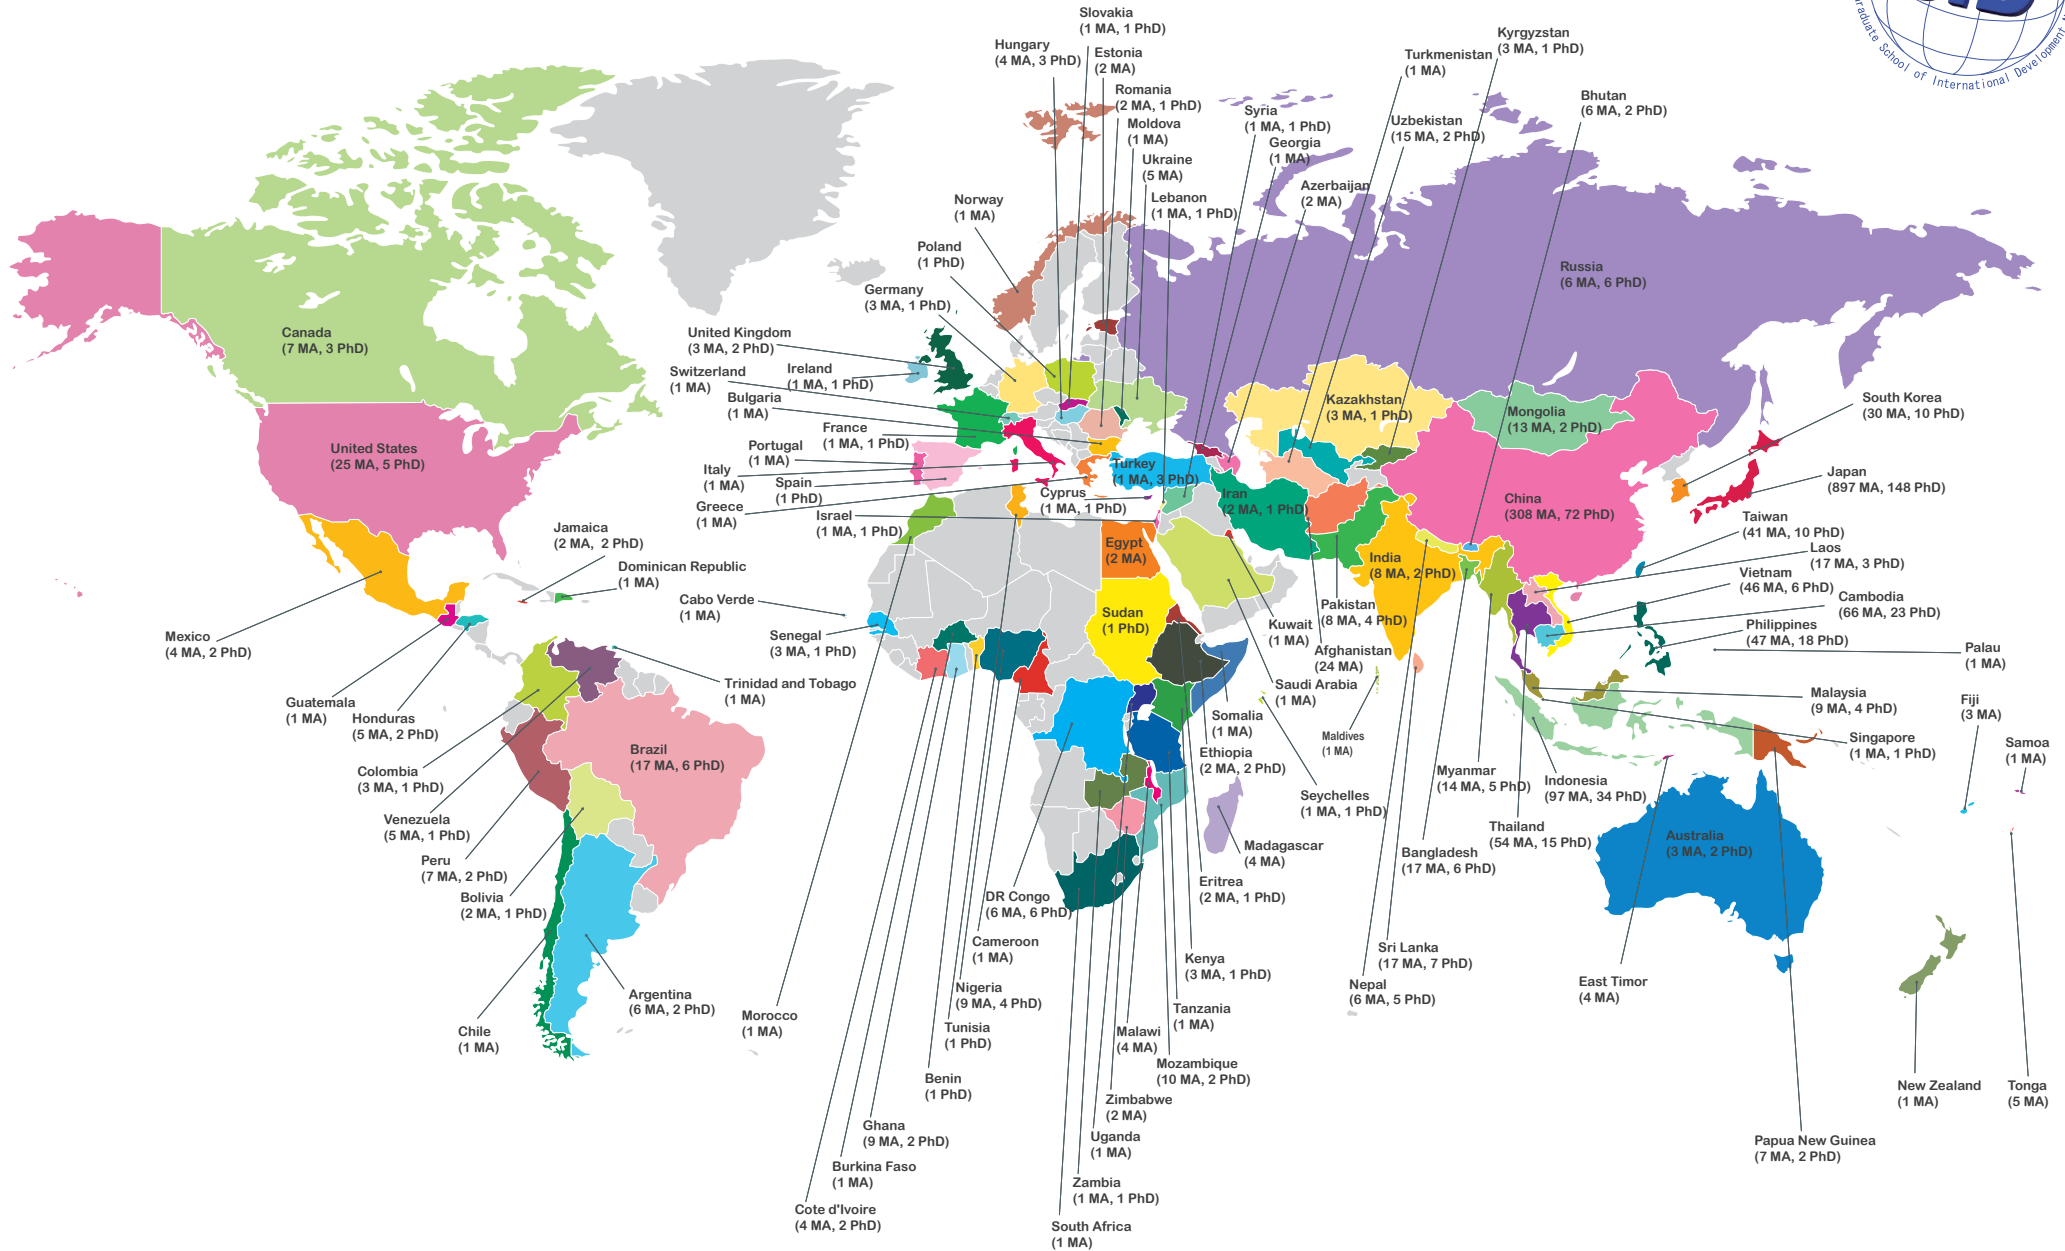 Graduate School of International Development
Slovakia
(1 MA, 1 PhD)
Hungary
(4 MA, 3 PhD)
Estonia
(2 MA)
Romania
(2 MA, 1 PhD)
Moldova
(1 MA)
Ukraine
(5 MA)
Lebanon
(1 MA, 1 PhD)
Syria
(1 MA, 1 PhD)
Georgia
(1 MA)
Azerbaijan
(2 MA)
Turkmenistan
(1 MA)
Kyrgyzstan
(3 MA, 1 PhD)
Uzbekistan
(15 MA, 2 PhD)
Bhutan
(6 MA, 2 PhD)
Norway
(1 MA)
Poland
(1 PhD)
Germany
(3 MA, 1 PhD)
United Kingdom
(3 MA, 2 PhD)
Ireland
(1 MA, 1 PhD)
Switzerland
(1 MA)
Bulgaria
(1 MA)
France
(1 MA, 1 PhD)
Portugal
(1 MA)
Italy
(1 MA)
Spain
(1 PhD)
Greece
(1 MA)
Israel
(1 MA, 1 PhD)
Cyprus
(1 MA, 1 PhD)
Turkey
(1 MA, 3 PhD)
Iran
(2 MA, 1 PhD)
Russia
(6 MA, 6 PhD)
Kazakhstan
(3 MA, 1 PhD)
Mongolia
(13 MA, 2 PhD)
China
(308 MA, 72 PhD)
India
(8 MA, 2 PhD)
South Korea
(30 MA, 10 PhD)
Japan
(897 MA, 148 PhD)
Taiwan
(41 MA, 10 PhD)
Laos
(17 MA, 3 PhD)
Vietnam
(46 MA, 6 PhD)
Cambodia
(66 MA, 23 PhD)
Philippines
(47 MA, 18 PhD)
Palau
(1 MA)
Malaysia
(9 MA, 4 PhD)
Singapore
(1 MA, 1 PhD)
Fiji
(3 MA)
Samoa
(1 MA)
Canada
(7 MA, 3 PhD)
United States
(25 MA, 5 PhD)
Jamaica
(2 MA, 2 PhD)
Dominican Republic
(1 MA)
Mexico
(4 MA, 2 PhD)
Guatemala
(1 MA)
Honduras
(5 MA, 2 PhD)
Trinidad and Tobago
(1 MA)
Colombia
(3 MA, 1 PhD)
Venezuela
(5 MA, 1 PhD)
Peru
(7 MA, 2 PhD)
Brazil
(17 MA, 6 PhD)
Bolivia
(2 MA, 1 PhD)
Argentina
(6 MA, 2 PhD)
Chile
(1 MA)
Cabo Verde
(1 MA)
Senegal
(3 MA, 1 PhD)
Egypt
(2 MA)
Sudan
(1 PhD)
Pakistan
(8 MA, 4 PhD)
Kuwait
(1 MA)
Afghanistan
(24 MA)
Saudi Arabia
(1 MA)
Somalia
(1 MA)
Maldives
(1 MA)
Ethiopia
(2 MA, 2 PhD)
Seychelles
(1 MA, 1 PhD)
Madagascar
(4 MA)
Eritrea
(2 MA, 1 PhD)
Myanmar
(14 MA, 5 PhD)
Indonesia
(97 MA, 34 PhD)
Thailand
(54 MA, 15 PhD)
Bangladesh
(17 MA, 6 PhD)
Australia
(3 MA, 2 PhD)
Sri Lanka
(17 MA, 7 PhD)
Nepal
(6 MA, 5 PhD)
East Timor
(4 MA)
DR Congo
(6 MA, 6 PhD)
Cameroon
(1 MA)
Nigeria
(9 MA, 4 PhD)
Morocco
(1 MA)
Tunisia
(1 PhD)
Benin
(1 PhD)
Ghana
(9 MA, 2 PhD)
Burkina Faso
(1 MA)
Cote d'Ivoire
(4 MA, 2 PhD)
Kenya
(3 MA, 1 PhD)
Tanzania
(1 MA)
Malawi
(4 MA)
Mozambique
(10 MA, 2 PhD)
Zimbabwe
(2 MA)
Uganda
(1 MA)
Zambia
(1 MA, 1 PhD)
South Africa
(1 MA)
New Zealand
(1 MA)
Tonga
(5 MA)
Papua New Guinea
(7 MA, 2 PhD)